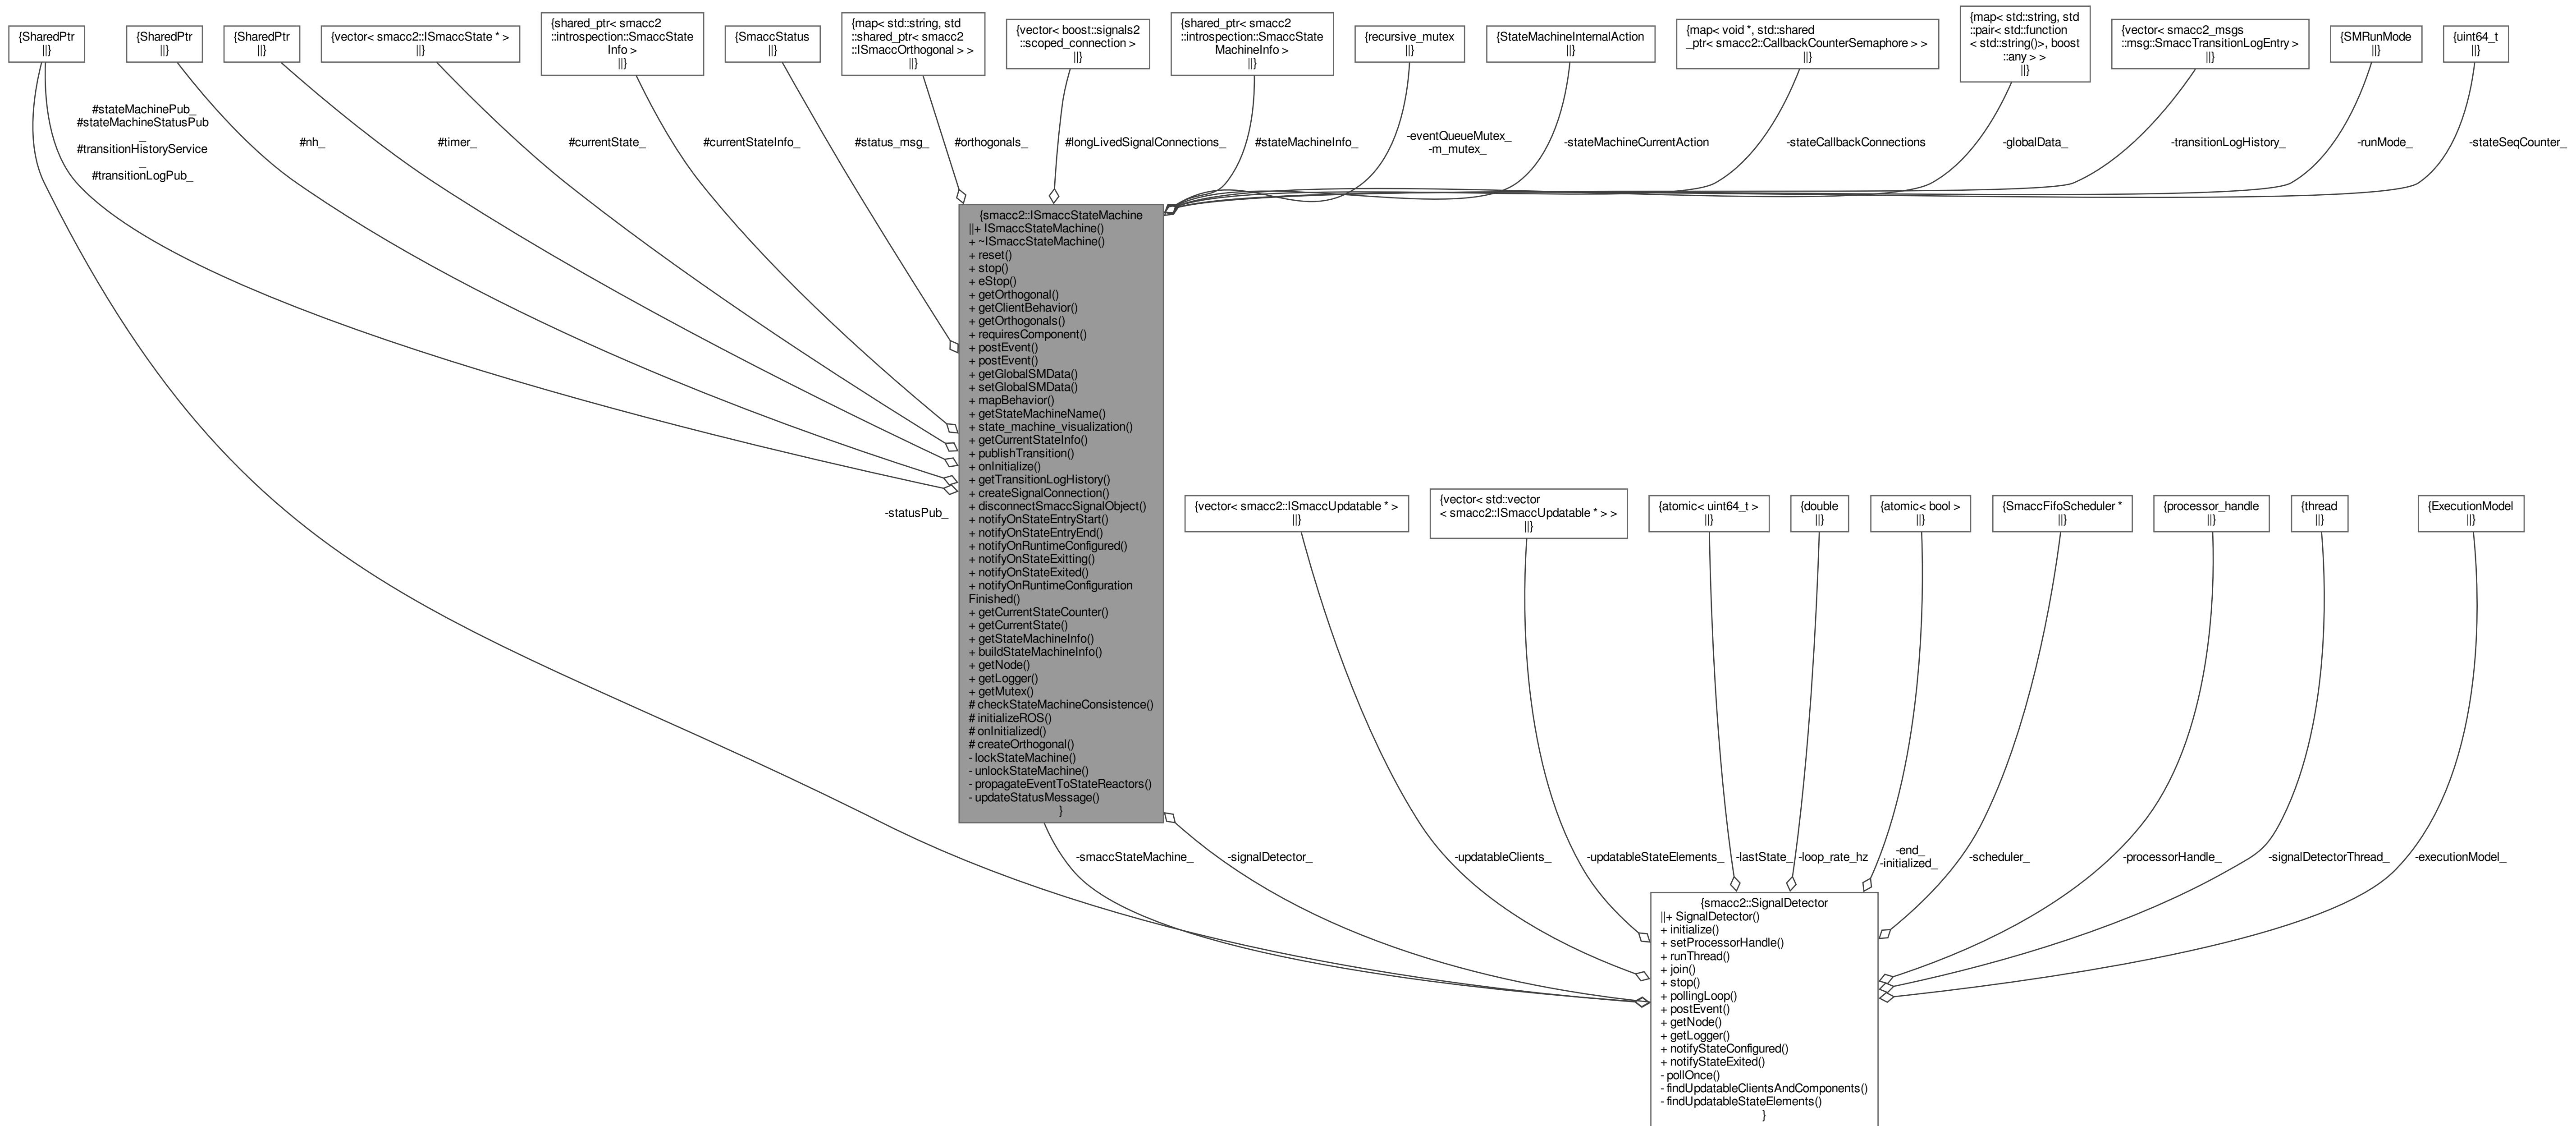 {SharedPtr
||}
{SharedPtr
||}
{SharedPtr
||}
{vector< smacc2::ISmaccState * >
||}
{shared_ptr< smacc2
::introspection::SmaccState
Info >
||}
{SmaccStatus
||}
{map< std::string, std
::shared_ptr< smacc2
::ISmaccOrthogonal > >
||}
{vector< boost::signals2
::scoped_connection >
||}
{shared_ptr< smacc2
::introspection::SmaccState
MachineInfo >
||}
{recursive_mutex
||}
{StateMachineInternalAction
||}
{map< void *, std::shared
_ptr< smacc2::CallbackCounterSemaphore > >
||}
{map< std::string, std
::pair< std::function
< std::string()>, boost
::any > >
||}
{vector< smacc2_msgs
::msg::SmaccTransitionLogEntry >
||}
{SMRunMode
||}
{uint64_t
||}
#stateMachinePub_
#stateMachineStatusPub
_
#transitionHistoryService
_
#transitionLogPub_
#nh_
#timer_
#currentState_
#currentStateInfo_
#status_msg_
#orthogonals_
#longLivedSignalConnections_
#stateMachineInfo_
-eventQueueMutex_
-m_mutex_
-stateMachineCurrentAction
-stateCallbackConnections
-globalData_
-transitionLogHistory_
-runMode_
-stateSeqCounter_
{smacc2::ISmaccStateMachine
||+ ISmaccStateMachine()
+ ~ISmaccStateMachine()
+ reset()
+ stop()
+ eStop()
+ getOrthogonal()
+ getClientBehavior()
+ getOrthogonals()
+ requiresComponent()
+ postEvent()
+ postEvent()
+ getGlobalSMData()
+ setGlobalSMData()
+ mapBehavior()
+ getStateMachineName()
+ state_machine_visualization()
+ getCurrentStateInfo()
+ publishTransition()
+ onInitialize()
+ getTransitionLogHistory()
+ createSignalConnection()
+ disconnectSmaccSignalObject()
+ notifyOnStateEntryStart()
+ notifyOnStateEntryEnd()
+ notifyOnRuntimeConfigured()
+ notifyOnStateExitting()
+ notifyOnStateExited()
+ notifyOnRuntimeConfiguration
Finished()
+ getCurrentStateCounter()
+ getCurrentState()
+ getStateMachineInfo()
+ buildStateMachineInfo()
+ getNode()
+ getLogger()
+ getMutex()
# checkStateMachineConsistence()
# initializeROS()
# onInitialized()
# createOrthogonal()
- lockStateMachine()
- unlockStateMachine()
- propagateEventToStateReactors()
- updateStatusMessage()
}
-statusPub_
{vector< smacc2::ISmaccUpdatable * >
||}
{vector< std::vector
< smacc2::ISmaccUpdatable * > >
||}
{atomic< uint64_t >
||}
{double
||}
{atomic< bool >
||}
{SmaccFifoScheduler *
||}
{processor_handle
||}
{thread
||}
{ExecutionModel
||}
-smaccStateMachine_
-signalDetector_
-updatableClients_
-updatableStateElements_
-lastState_
-loop_rate_hz
-end_
-initialized_
-scheduler_
-processorHandle_
-signalDetectorThread_
-executionModel_
{smacc2::SignalDetector
||+ SignalDetector()
+ initialize()
+ setProcessorHandle()
+ runThread()
+ join()
+ stop()
+ pollingLoop()
+ postEvent()
+ getNode()
+ getLogger()
+ notifyStateConfigured()
+ notifyStateExited()
- pollOnce()
- findUpdatableClientsAndComponents()
- findUpdatableStateElements()
}